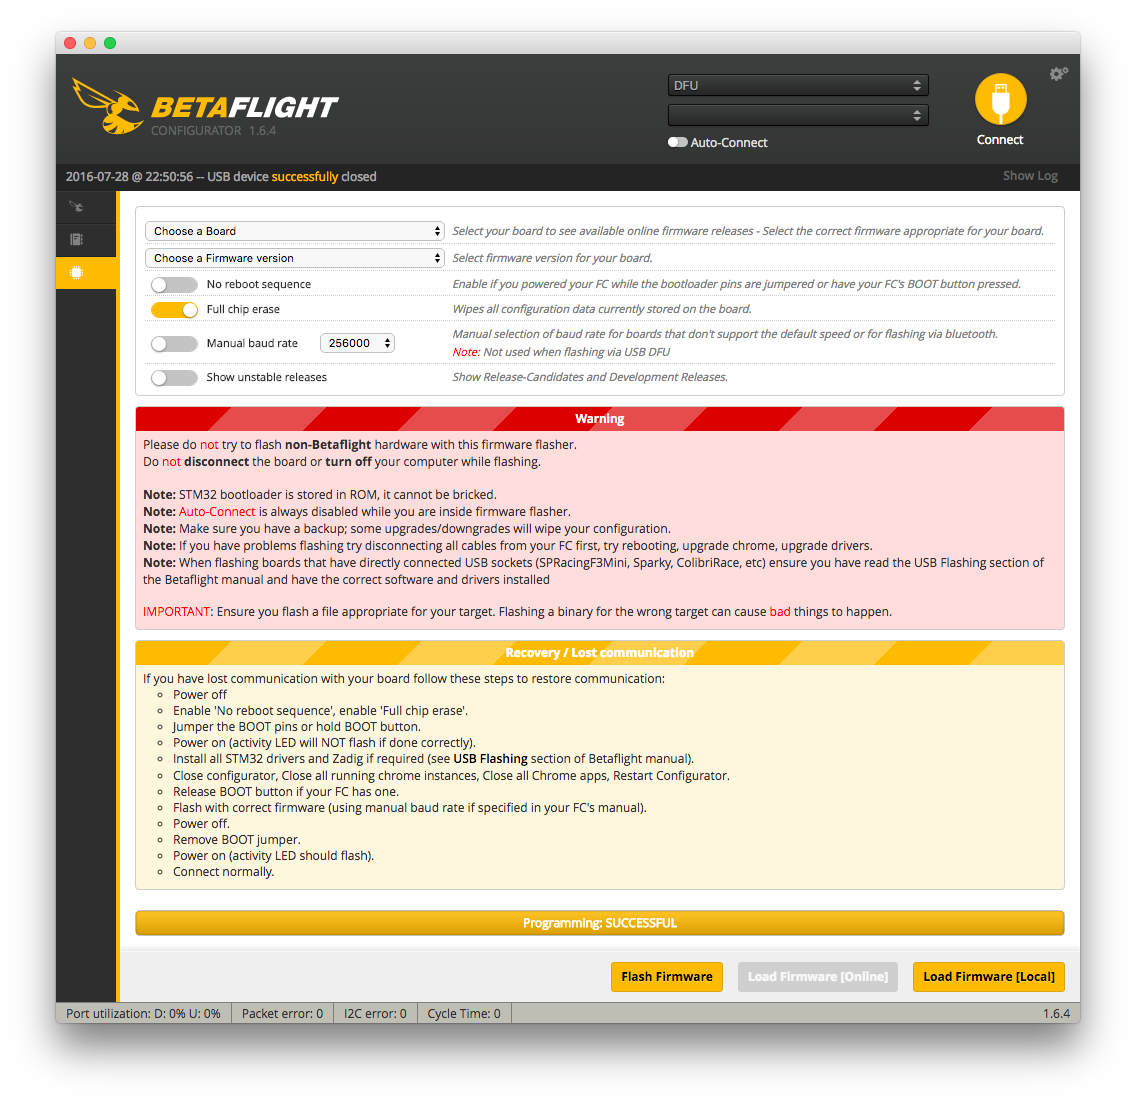 BETAFLIGHT
CONFIGURATOR 1.6.4
DFU
Auto-Connect
Connect
2016-07-28 @ 22:50:56 -- USB device successfully closed
Show Log
Choose a Board
Select your board to see available online firmware releases - Select the correct firmware appropriate for your board.
Choose a Firmware version
Select firmware version for your board.
No reboot sequence
Enable if you powered your FC while the bootloader pins are jumpered or have your FC's BOOT button pressed.
Full chip erase
Wipes all configuration data currently stored on the board.
Manual baud rate
256000
Manual selection of baud rate for boards that don't support the default speed or for flashing via bluetooth.
Note: Not used when flashing via USB DFU
Show unstable releases
Show Release-Candidates and Development Releases.
Warning
Please do not try to flash non-Betaflight hardware with this firmware flasher.
Do not disconnect the board or turn off your computer while flashing.
Note: STM32 bootloader is stored in ROM, it cannot be bricked.
Note: Auto-Connect is always disabled while you are inside firmware flasher.
Note: Make sure you have a backup; some upgrades/downgrades will wipe your configuration.
Note: If you have problems flashing try disconnecting all cables from your FC first, try rebooting, upgrade chrome, upgrade drivers.
Note: When flashing boards that have directly connected USB sockets (SPRacingF3Mini, Sparky, ColibriRace, etc) ensure you have read the USB Flashing section of
the Betaflight manual and have the correct software and drivers installed
IMPORTANT: Ensure you flash a file appropriate for your target. Flashing a binary for the wrong target can cause bad things to happen.
Recovery / Lost communication
If you have lost communication with your board follow these steps to restore communication:
Power off
Enable 'No reboot sequence', enable 'Full chip erase'.
Jumper the BOOT pins or hold BOOT button.
Power on (activity LED will NOT flash if done correctly).
Install all STM32 drivers and Zadig if required (see USB Flashing section of Betaflight manual).
Close configurator, Close all running chrome instances, Close all Chrome apps, Restart Configurator.
Release BOOT button if your FC has one.
Flash with correct firmware (using manual baud rate if specified in your FC's manual).
Power off.
Remove BOOT jumper.
Power on (activity LED should flash).
Connect normally.
Programming: SUCCESSFUL
Flash Firmware
Load Firmware [Online]
Load Firmware [Local]
Port utilization: D: 0% U: 0%
Packet error: 0
I2C error: 0
Cycle Time: 0
1.6.4